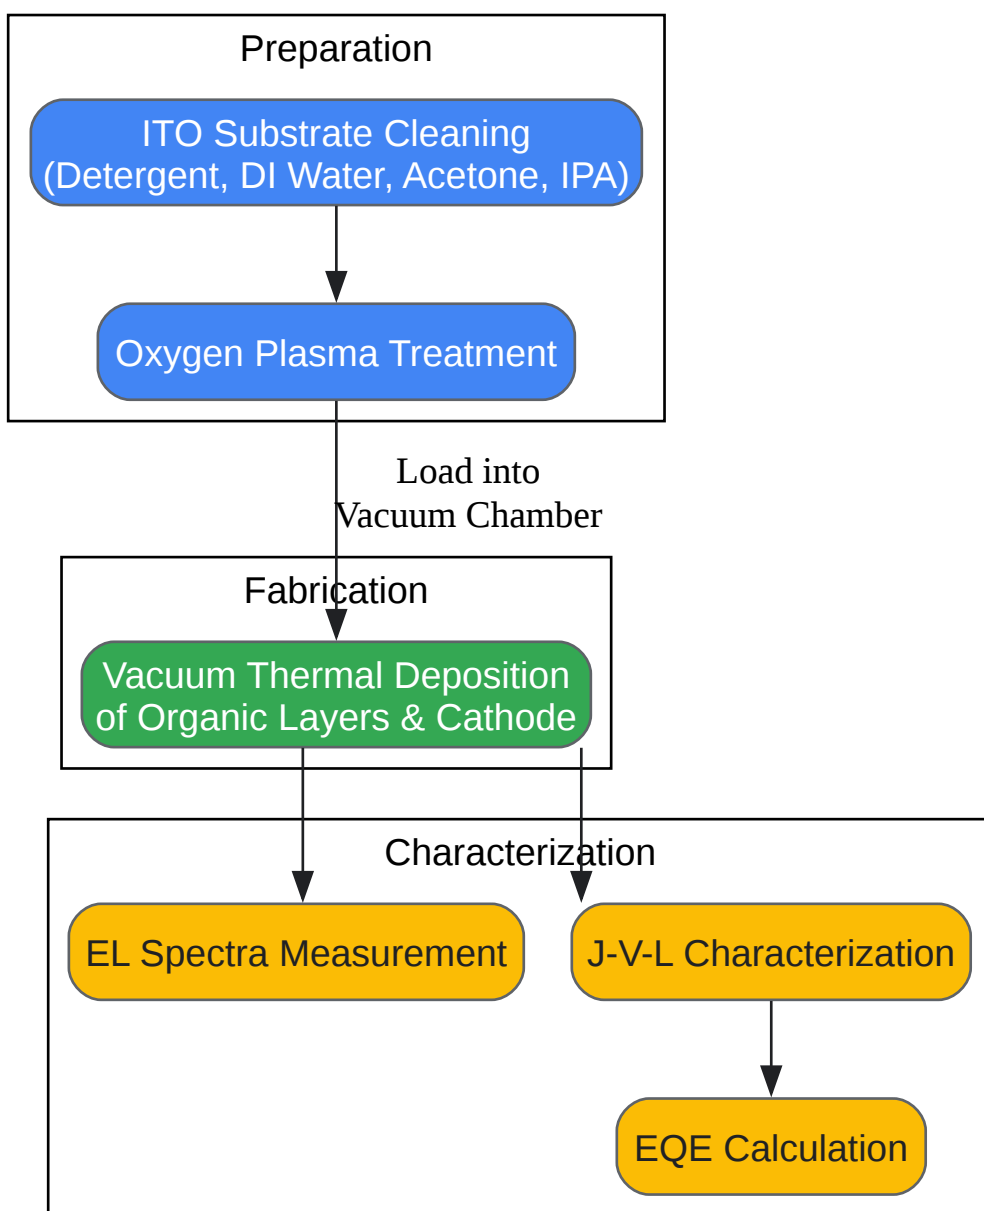 Preparation
ITO Substrate Cleaning
(Detergent, DI Water, Acetone, IPA)
Oxygen Plasma Treatment
Load into
Vacuum Chamber
Fabrication
Vacuum Thermal Deposition
of Organic Layers & Cathode
Characterization
EL Spectra Measurement
J-V-L Characterization
EQE Calculation